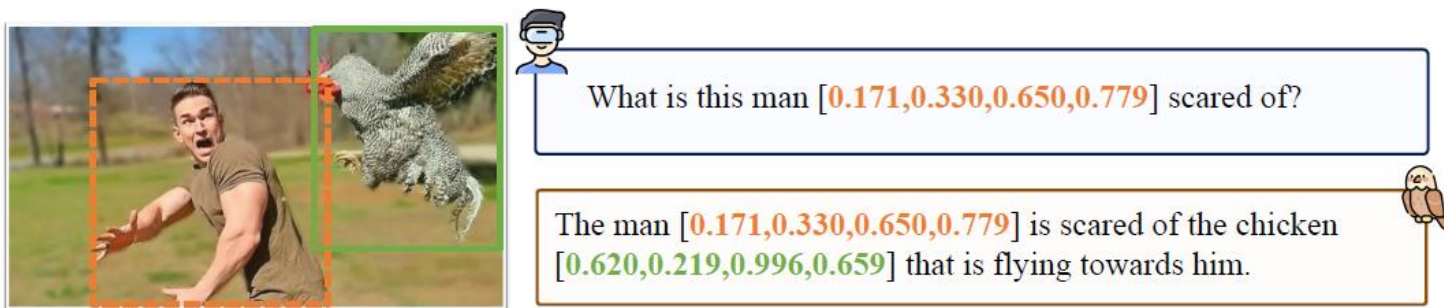 What is this man [0.171,0.330,0.650,0.779] scared of?
The man [0.171,0.330,0.650,0.779] is scared of the chicken
[0.620,0.219,0.996,0.659] that is flying towards him.